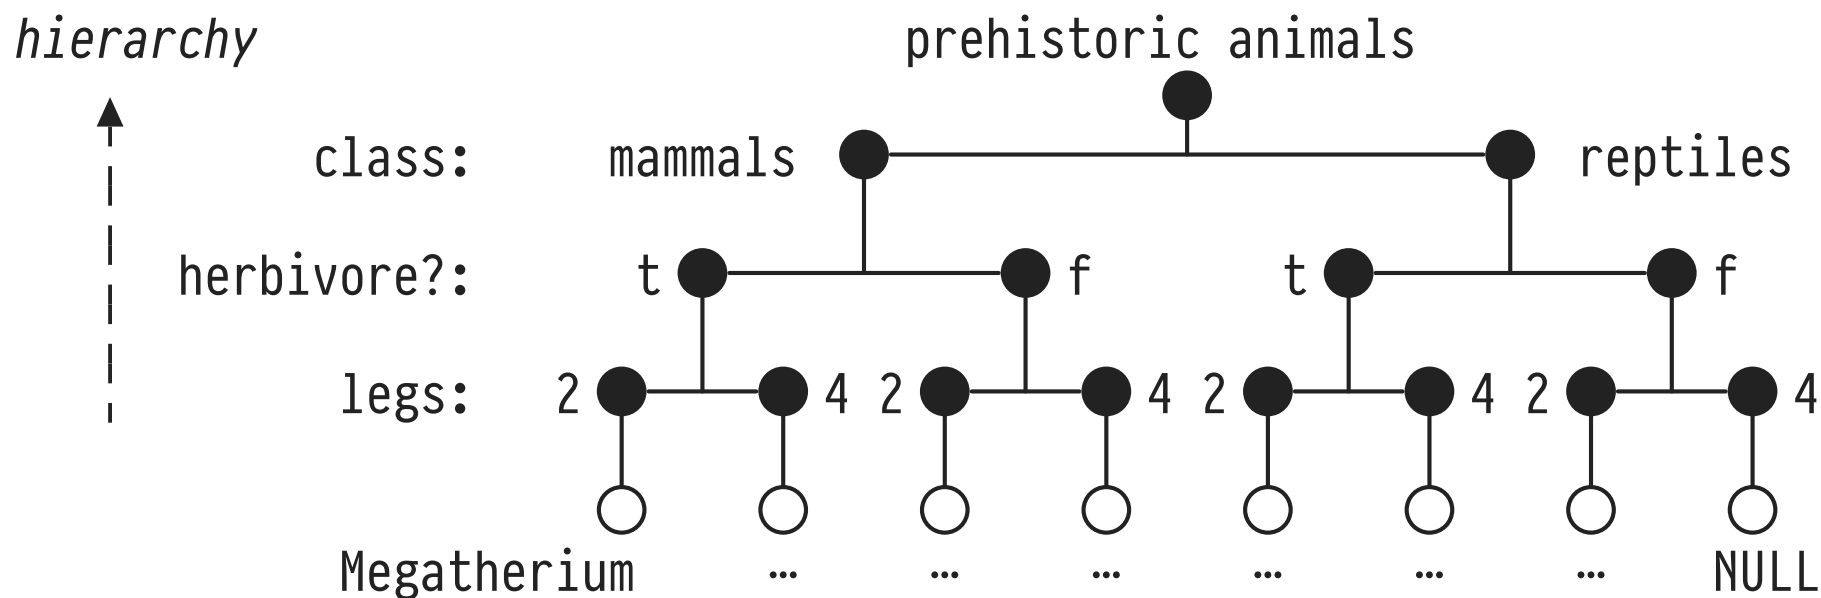 hierarchy prehistoric animals
class: mammals reptiles
herbivore?: t f t f
legs: 2 4 2 4 2 4 2 4
Megatherium ... ... ... ... ... ... NULL